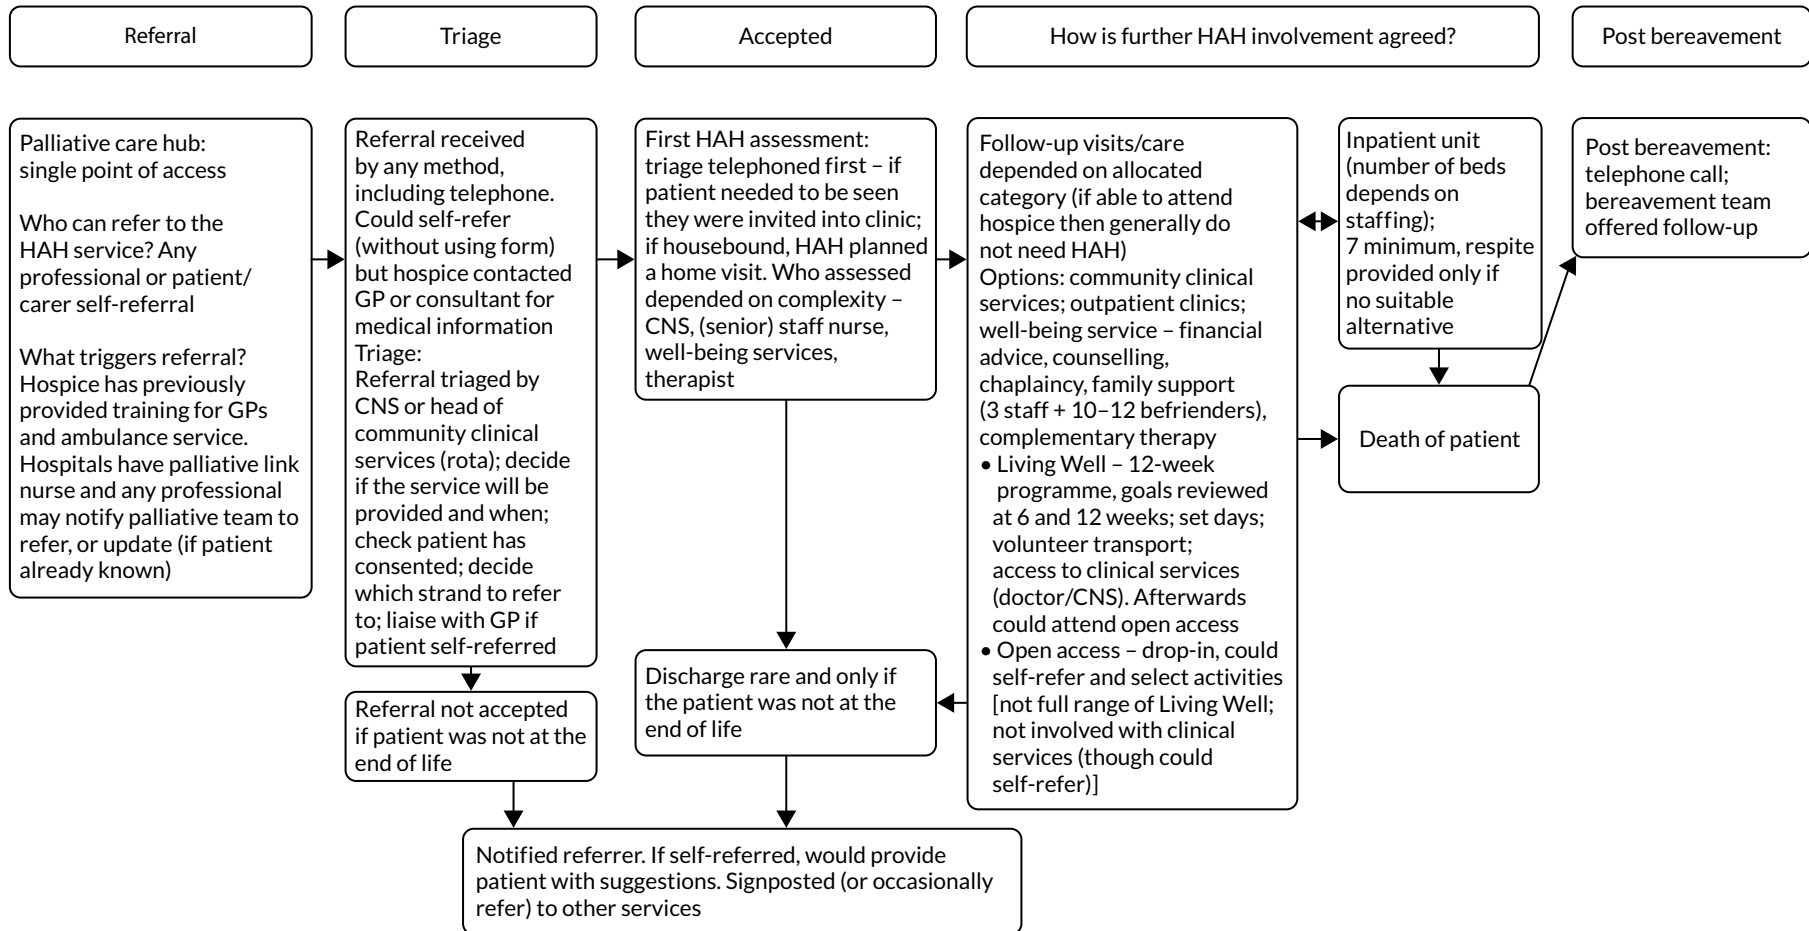 Referral
Triage
Accepted
How is further HAH involvement agreed?
Post bereavement
Palliative care hub:
single point of access
Who can refer to the
HAH service? Any
professional or patient/
carer self-referral
What triggers referral?
Hospice has previously
provided training for GPs
and ambulance service.
Hospitals have palliative link
nurse and any professional
may notify palliative team to
refer, or update (if patient
already known)
Referral received
by any method,
including telephone.
Could self-refer
(without using form)
but hospice contacted
GP or consultant for
medical information
Triage:
Referral triaged by
CNS or head of
community clinical
services (rota); decide
if the service will be
provided and when;
check patient has
consented; decide
which strand to refer
to; liaise with GP if
patient self-referred
Referral not accepted
if patient was not at the
end of life
First HAH assessment:
triage telephoned first – if
patient needed to be seen
they were invited into clinic;
if housebound, HAH planned
a home visit. Who assessed
depended on complexity –
CNS, (senior) staff nurse,
well-being services,
therapist
Discharge rare and only if
the patient was not at the
end of life
Notified referrer. If self-referred, would provide
patient with suggestions. Signposted (or occasionally
refer) to other services
Follow-up visits/care
depended on allocated
category (if able to attend
hospice then generally do
not need HAH)
Options: community clinical
services; outpatient clinics;
well-being service – financial
advice, counselling,
chaplaincy, family support
(3 staff + 10–12 befrienders),
complementary therapy
• Living Well – 12-week
programme, goals reviewed
at 6 and 12 weeks; set days;
volunteer transport;
access to clinical services
(doctor/CNS). Afterwards
could attend open access
• Open access – drop-in, could
self-refer and select activities
[not full range of Living Well;
not involved with clinical
services (though could
self-refer)]
Inpatient unit
(number of beds
depends on
staffing);
7 minimum, respite
provided only if
no suitable
alternative
Death of patient
Post bereavement:
telephone call;
bereavement team
offered follow-up